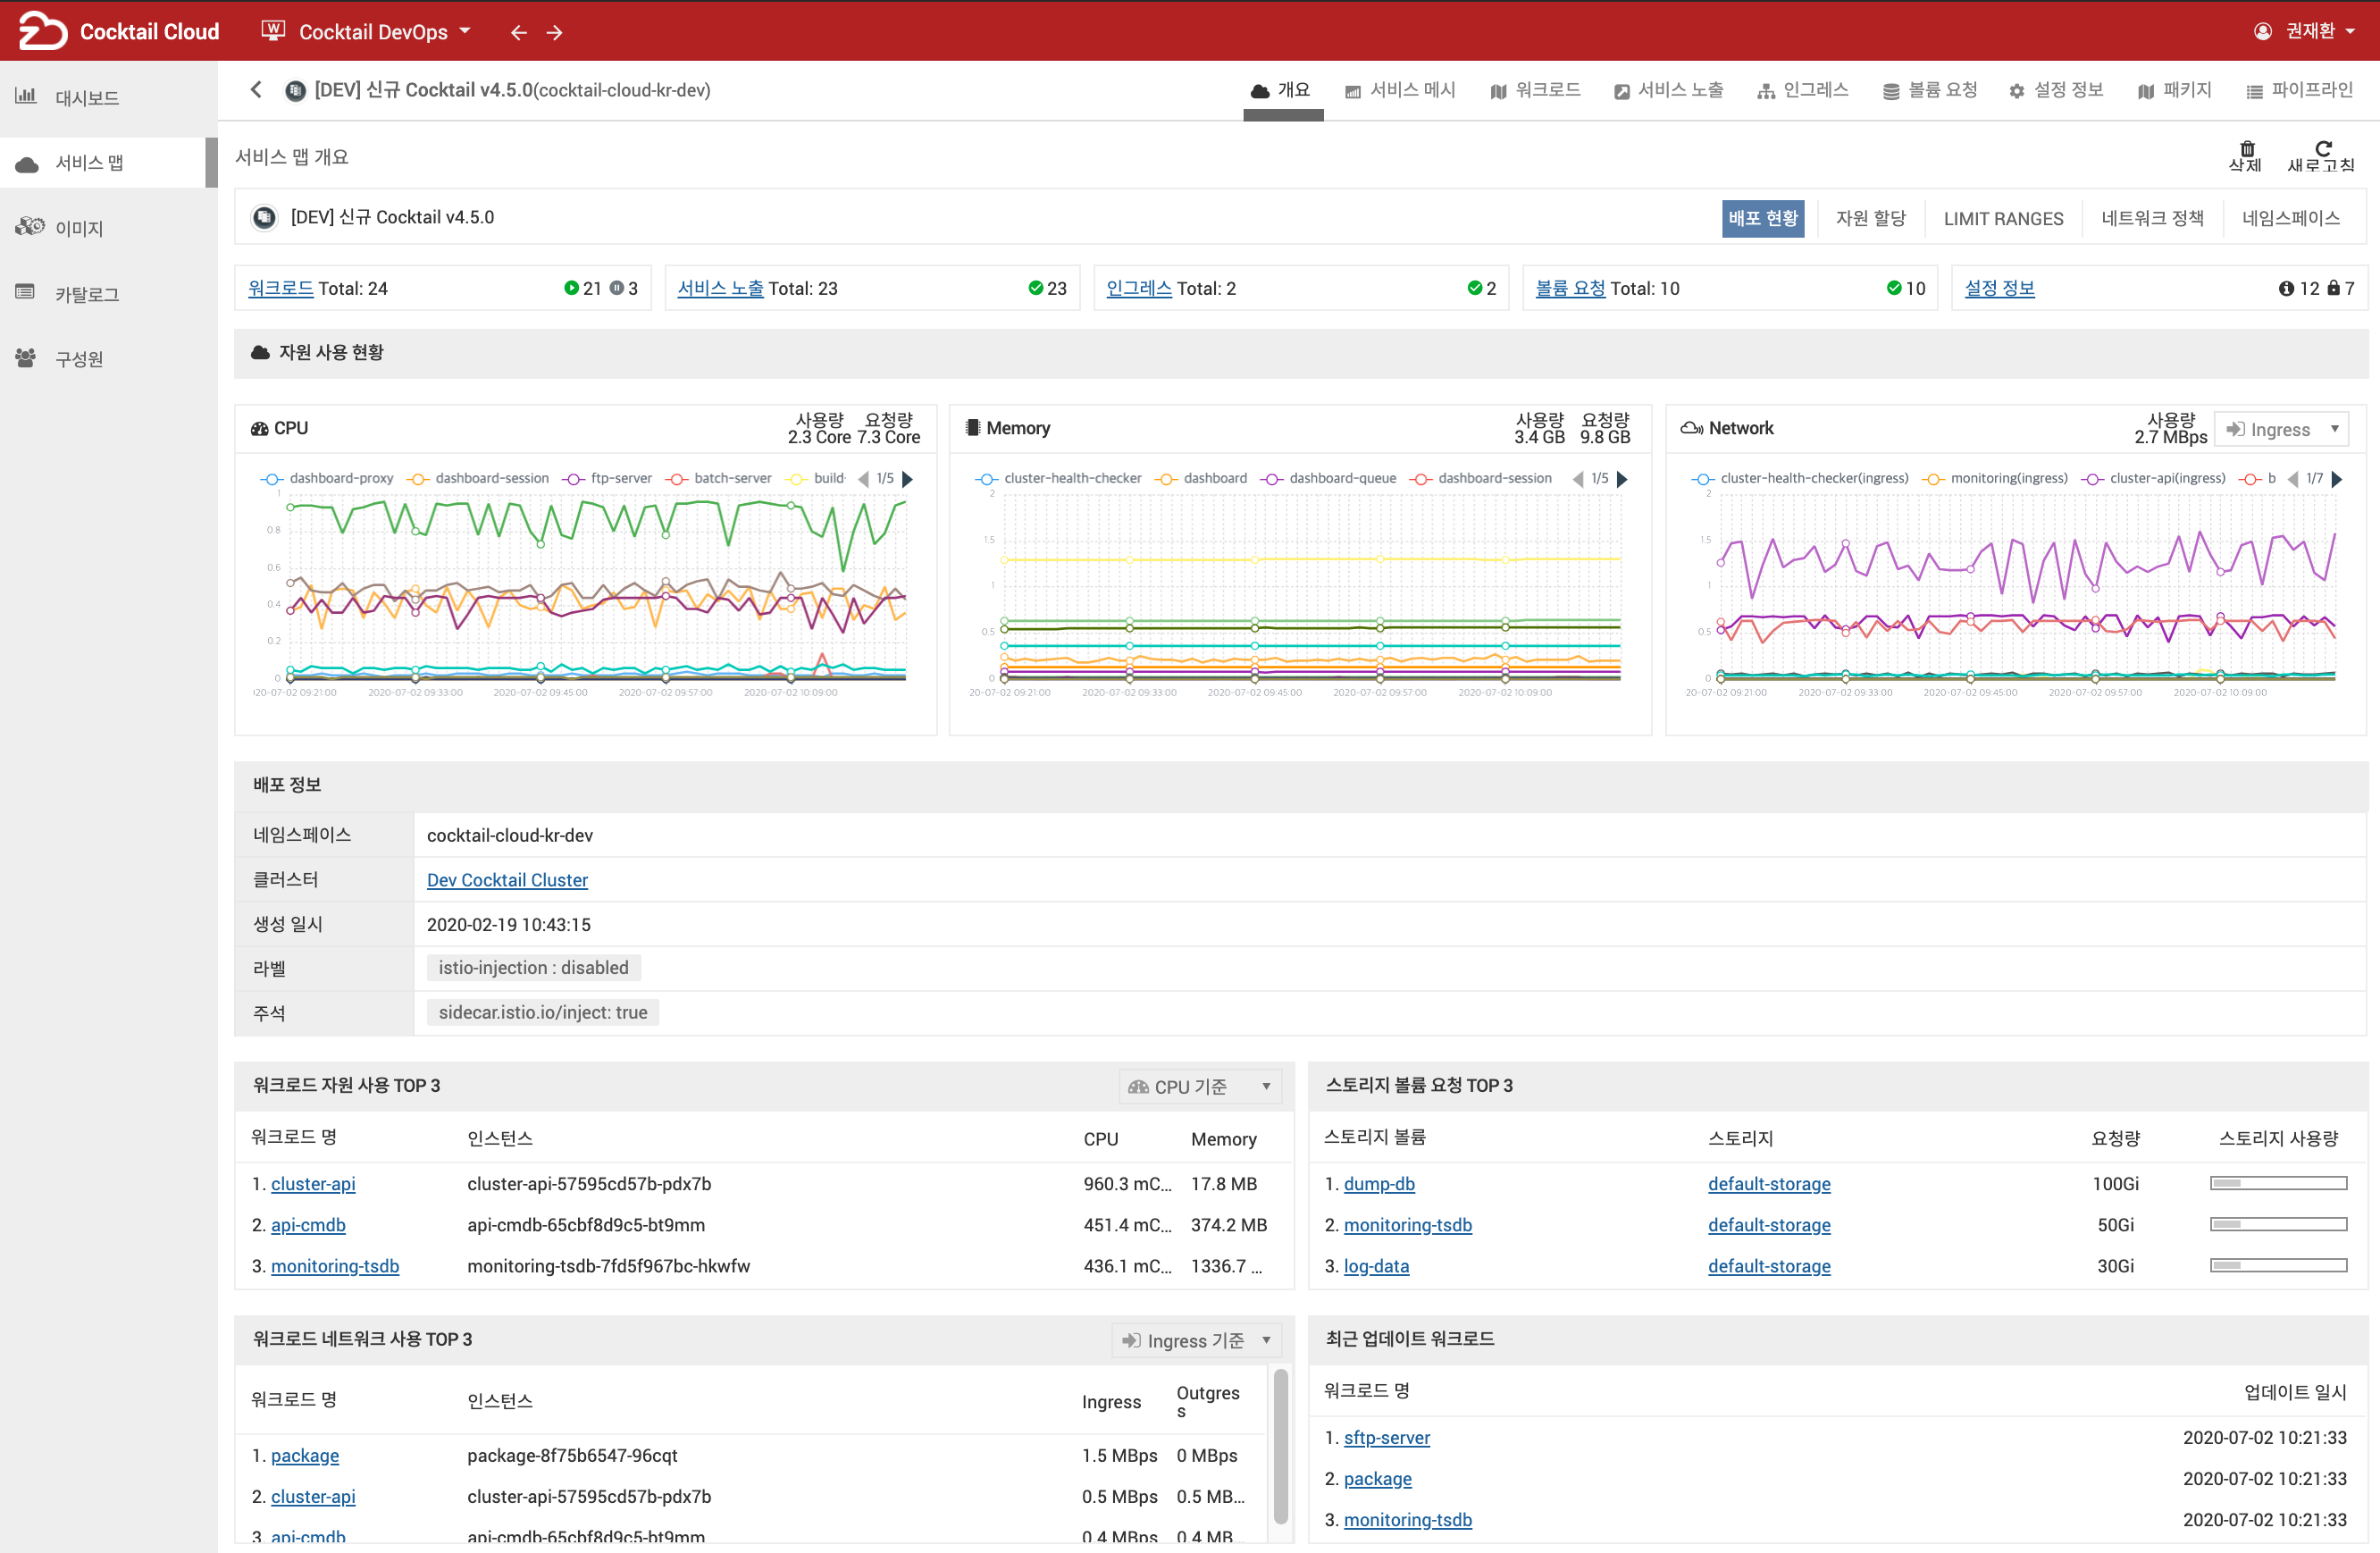 Cocktail Cloud Cocktail DevOps 권재환
대시보드
서비스 맵
이미지
카탈로그
구성원
[DEV] 신규 Cocktail v4.5.0(cocktail-cloud-kr-dev) 개요 서비스 메시 워크로드 서비스 노출 인그레스 볼륨 요청 설정 정보 패키지 파이프라인
서비스 맵 개요 삭제 새로고침
[DEV] 신규 Cocktail v4.5.0 배포 현황 자원 할당 LIMIT RANGES 네트워크 정책 네임스페이스
워크로드 Total: 24 21 3 서비스 노출 Total: 23 23 인그레스 Total: 2 2 볼륨 요청 Total: 10 10 설정 정보 12 7
자원 사용 현황
CPU 사용량 2.3 Core 요청량 7.3 Core
dashboard-proxy dashboard-session ftp-server batch-server build- 1/5
1
0.8
0.6
0.4
0.2
0
20-07-02 09:21:00 2020-07-02 09:33:00 2020-07-02 09:45:00 2020-07-02 09:57:00 2020-07-02 10:09:00
Memory 사용량 3.4 GB 요청량 9.8 GB
cluster-health-checker dashboard dashboard-queue dashboard-session 1/5
2
1.5
1
0.5
0
20-07-02 09:21:00 2020-07-02 09:33:00 2020-07-02 09:45:00 2020-07-02 09:57:00 2020-07-02 10:09:00
Network 사용량 2.7 MBps Ingress
cluster-health-checker(ingress) monitoring(ingress) cluster-api(ingress) b 1/7
2
1.5
1
0.5
0
20-07-02 09:21:00 2020-07-02 09:33:00 2020-07-02 09:45:00 2020-07-02 09:57:00 2020-07-02 10:09:00
배포 정보
네임스페이스 cocktail-cloud-kr-dev
클러스터 Dev Cocktail Cluster
생성 일시 2020-02-19 10:43:15
라벨 istio-injection : disabled
주석 sidecar.istio.io/inject: true
워크로드 자원 사용 TOP 3 CPU 기준
워크로드 명 인스턴스 CPU Memory
1. cluster-api cluster-api-57595cd57b-pdx7b 960.3 mC... 17.8 MB
2. api-cmdb api-cmdb-65cbf8d9c5-bt9mm 451.4 mC... 374.2 MB
3. monitoring-tsdb monitoring-tsdb-7fd5f967bc-hkwfw 436.1 mC... 1336.7 ...
스토리지 볼륨 요청 TOP 3
스토리지 볼륨 스토리지 요청량 스토리지 사용량
1. dump-db default-storage 100Gi
2. monitoring-tsdb default-storage 50Gi
3. log-data default-storage 30Gi
워크로드 네트워크 사용 TOP 3 Ingress 기준
워크로드 명 인스턴스 Ingress Outgres
s
1. package package-8f75b6547-96cqt 1.5 MBps 0 MBps
2. cluster-api cluster-api-57595cd57b-pdx7b 0.5 MBps 0.5 MB...
3. api-cmdb api-cmdb-65cbf8d9c5-bt9mm 0.4 MBps 0.4 MB...
최근 업데이트 워크로드
워크로드 명 업데이트 일시
1. sftp-server 2020-07-02 10:21:33
2. package 2020-07-02 10:21:33
3. monitoring-tsdb 2020-07-02 10:21:33